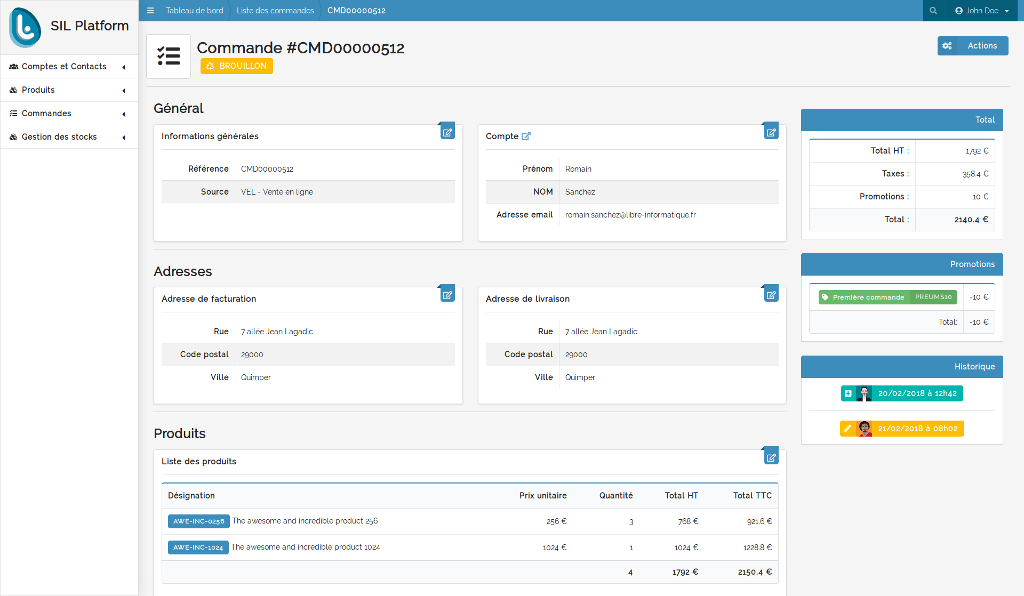 SIL Platform
Tableau de bord Liste des commandes CMD00000512
John Doe
Comptes et Contacts
Produits
Commandes
Gestion des stocks
Commande #CMD00000512
BROUILLON
Actions
Général
Informations générales
Référence CMD00000512
Source VEL - Vente en ligne
Compte
Prénom Romain
NOM Sanchez
Adresse email romain.sanchez@libre-informatique.fr
Adresses
Adresse de facturation
Rue 7 allée Jean Lagadic
Code postal 29000
Ville Quimper
Adresse de livraison
Rue 7 allée Jean Lagadic
Code postal 29000
Ville Quimper
Produits
Liste des produits
Désignation Prix unitaire Quantité Total HT Total TTC
AWE-INC-0256 The awesome and incredible product 256 256 € 3 768 € 921.6 €
AWE-INC-1024 The awesome and incredible product 1024 1024 € 1 1024 € 1228.8 €
4 1792 € 2150.4 €
Total
Total HT : 1792 €
Taxes : 358.4 €
Promotions : 10 €
Total : 2140.4 €
Promotions
Première commande PREUMS10 -10 €
Total: -10 €
Historique
20/02/2018 à 12h42
21/02/2018 à 08h02